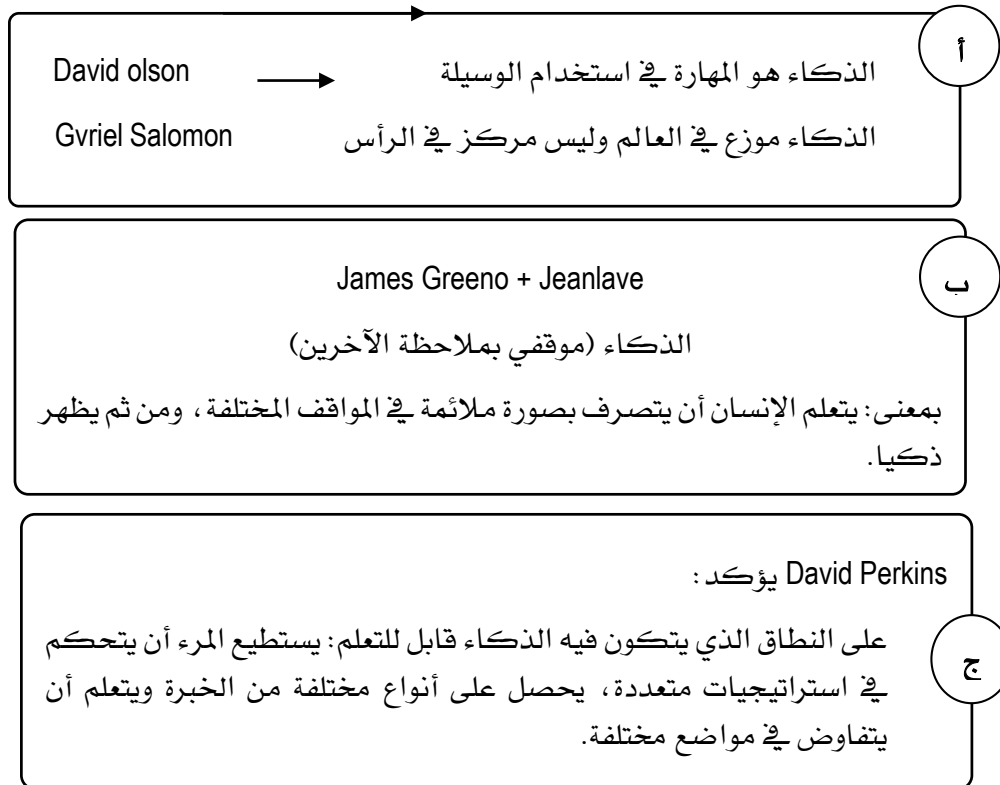 أ
الذكاء هو المهارة في استخدام الوسيلة David olson
الذكاء موزع في العالم وليس مركز في الرأس Gvriel Salomon
ب
James Greeno + Jeanlave
الذكاء (موقفي بملاحظة الآخرين)
بمعنى: يتعلم الإنسان أن يتصرف بصورة ملائمة في المواقف المختلفة، ومن ثم يظهر
ذكيا.
ج
David Perkins يؤكد:
على النطاق الذي يتكون فيه الذكاء قابل للتعلم: يستطيع المرء أن يتحكم
في استراتيجيات متعددة، يحصل على أنواع مختلفة من الخبرة ويتعلم أن
يتفاوض في مواضع مختلفة.